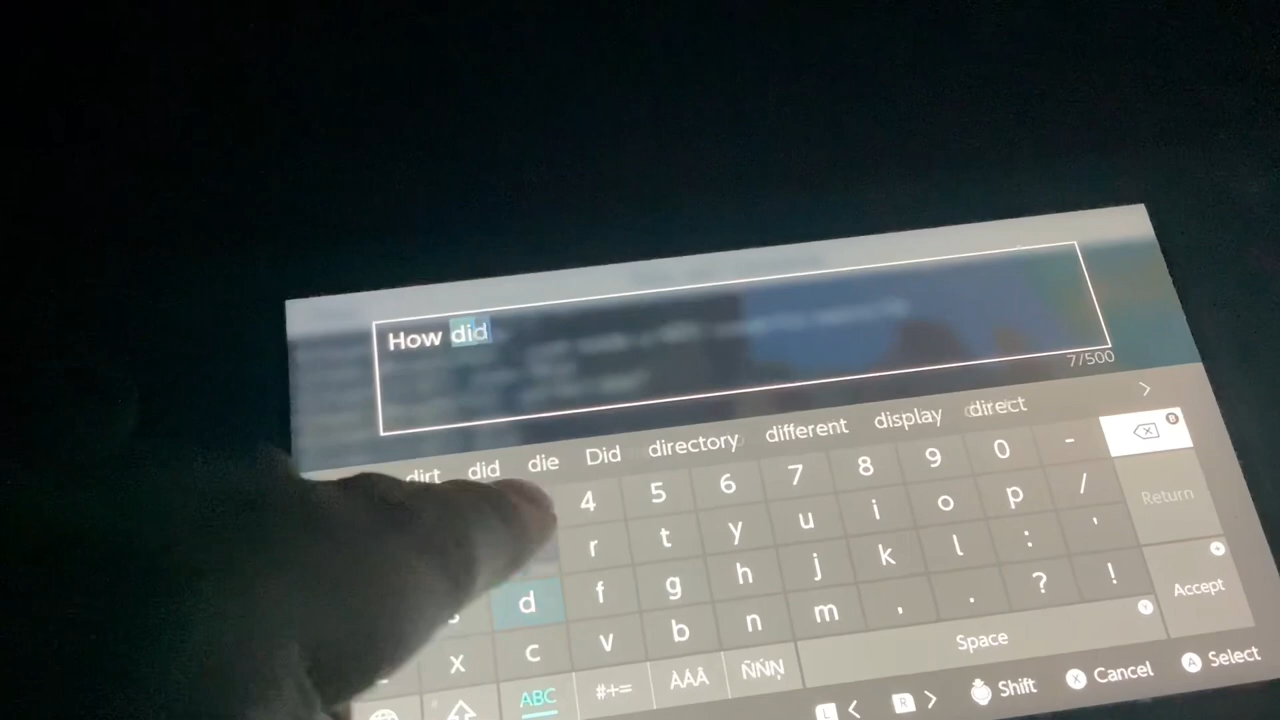 How did
7/500
dirt did die Did directory different display direct >
4 5 6 7 8 9 0 -
B
r t y u i o p / Return
d f g h j k l : '
x c v b n m , . ? ! Accept
ABC #+= ÀÁÂ ÑŃŅ Space
L < R > Shift X Cancel A Select